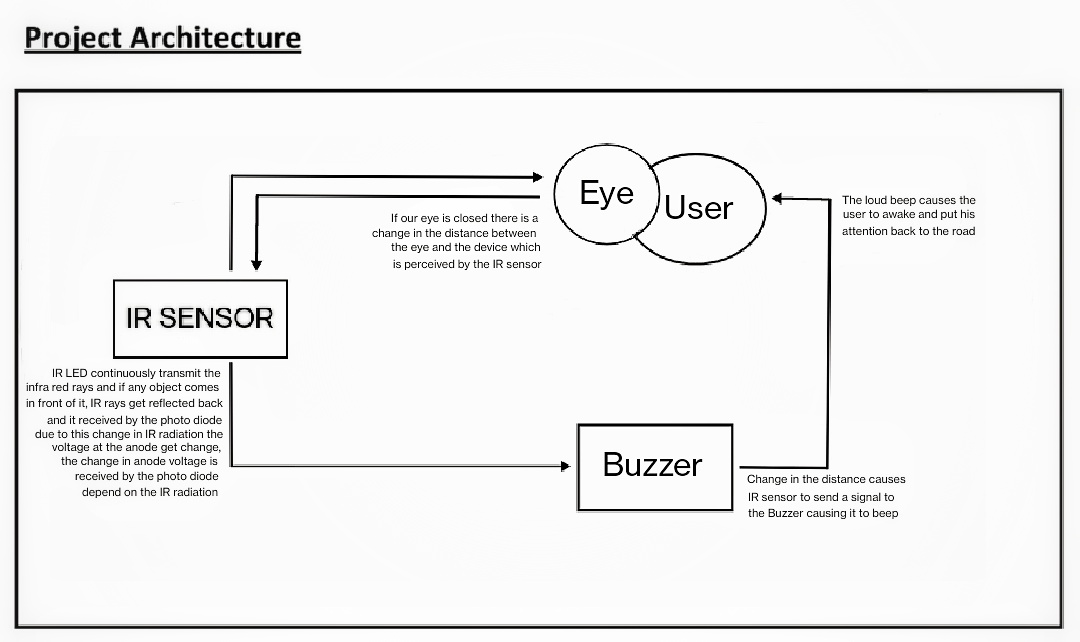 Project Architecture
Eye
User
The loud beep causes the
user to awake and put his
attention back to the road
If our eye is closed there is a
change in the distance between
the eye and the device which
is perceived by the IR sensor
IR SENSOR
IR LED continuously transmit the
infra red rays and if any object comes
in front of it, IR rays get reflected back
and it received by the photo diode
due to this change in IR radiation the
voltage at the anode get change,
the change in anode voltage is
received by the photo diode
depend on the IR radiation
Buzzer
Change in the distance causes
IR sensor to send a signal to
the Buzzer causing it to beep